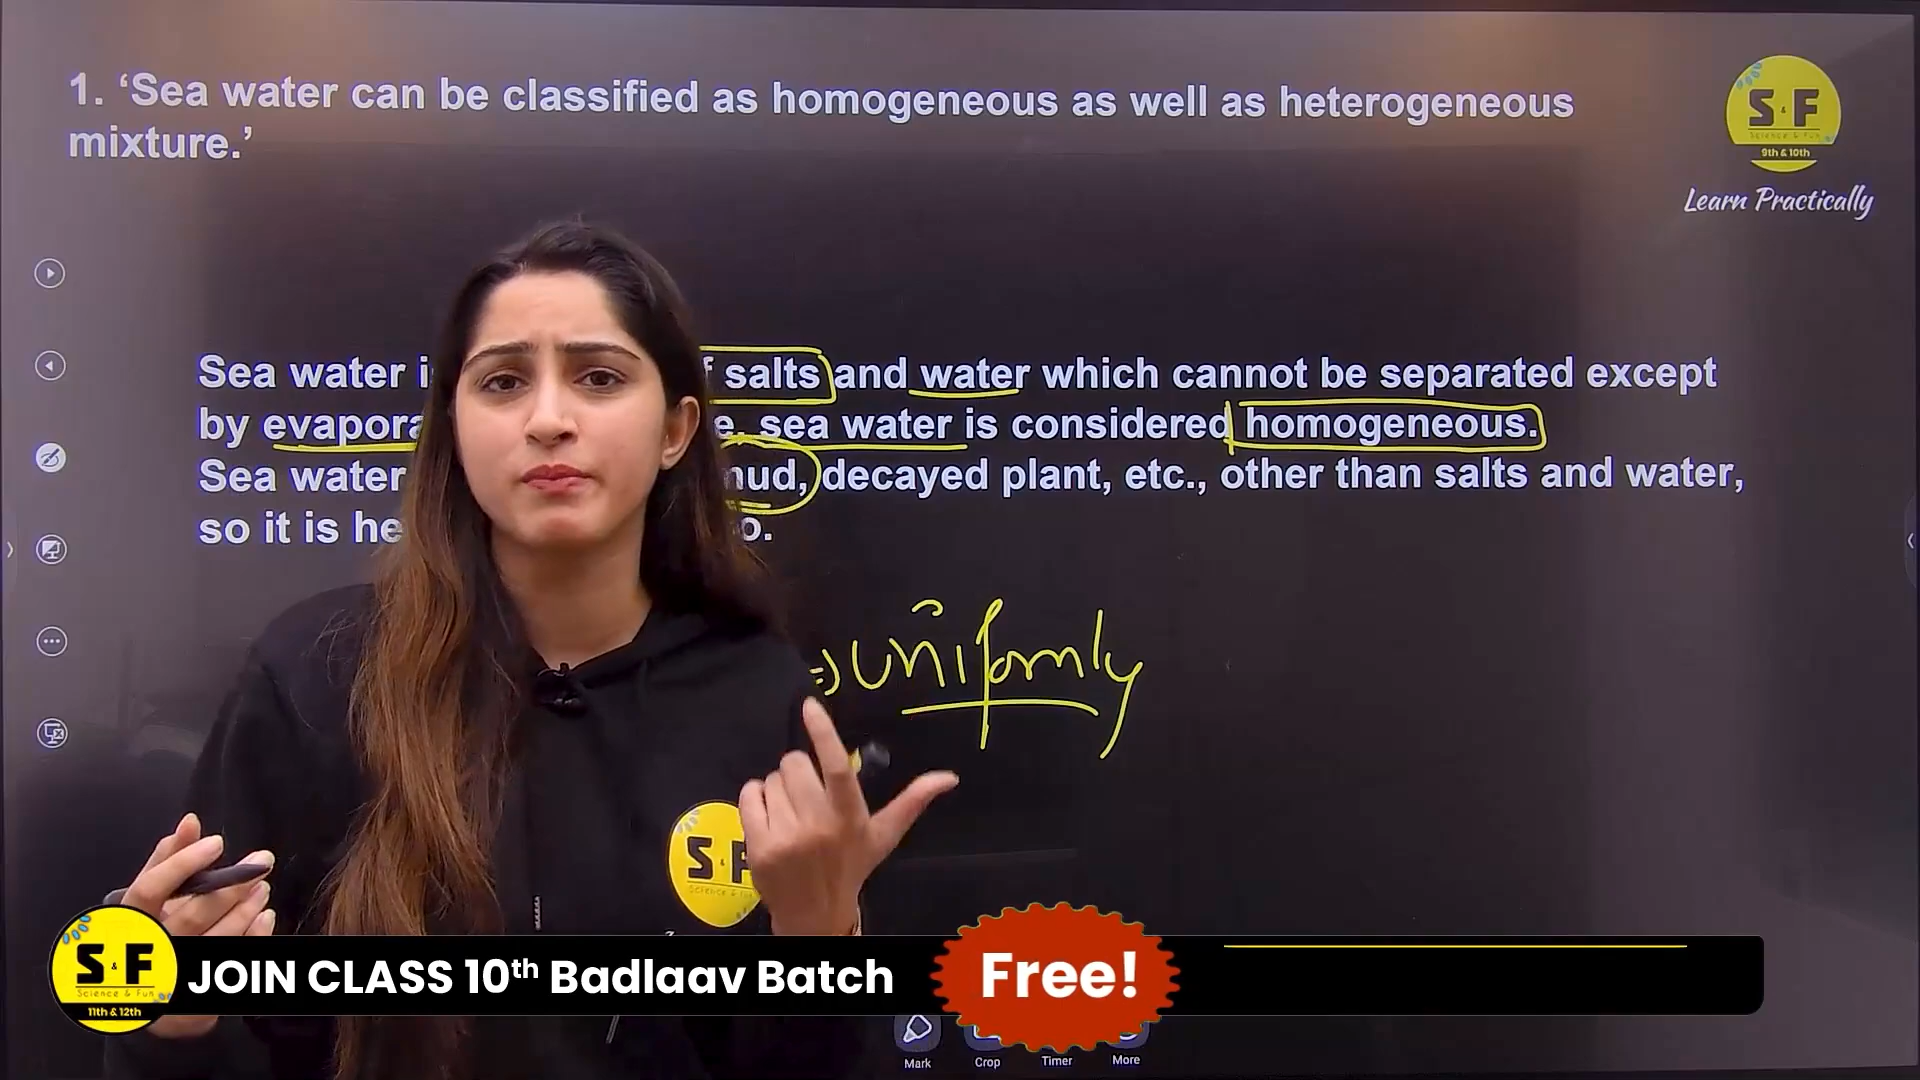 1. ‘Sea water can be classified as homogeneous as well as heterogeneous
mixture.’
S & F
Science & Fun
9th & 10th
Learn Practically
Sea water salts and water which cannot be separated except
by sea water is considered homogeneous.
Sea water decayed plant, etc., other than salts and water,
so it is
⇒ uniformly
S & F
Science & Fun
S & F
Science & Fun
11th & 12th
JOIN CLASS 10th Badlaav Batch
Free!
Mark Crop Timer More